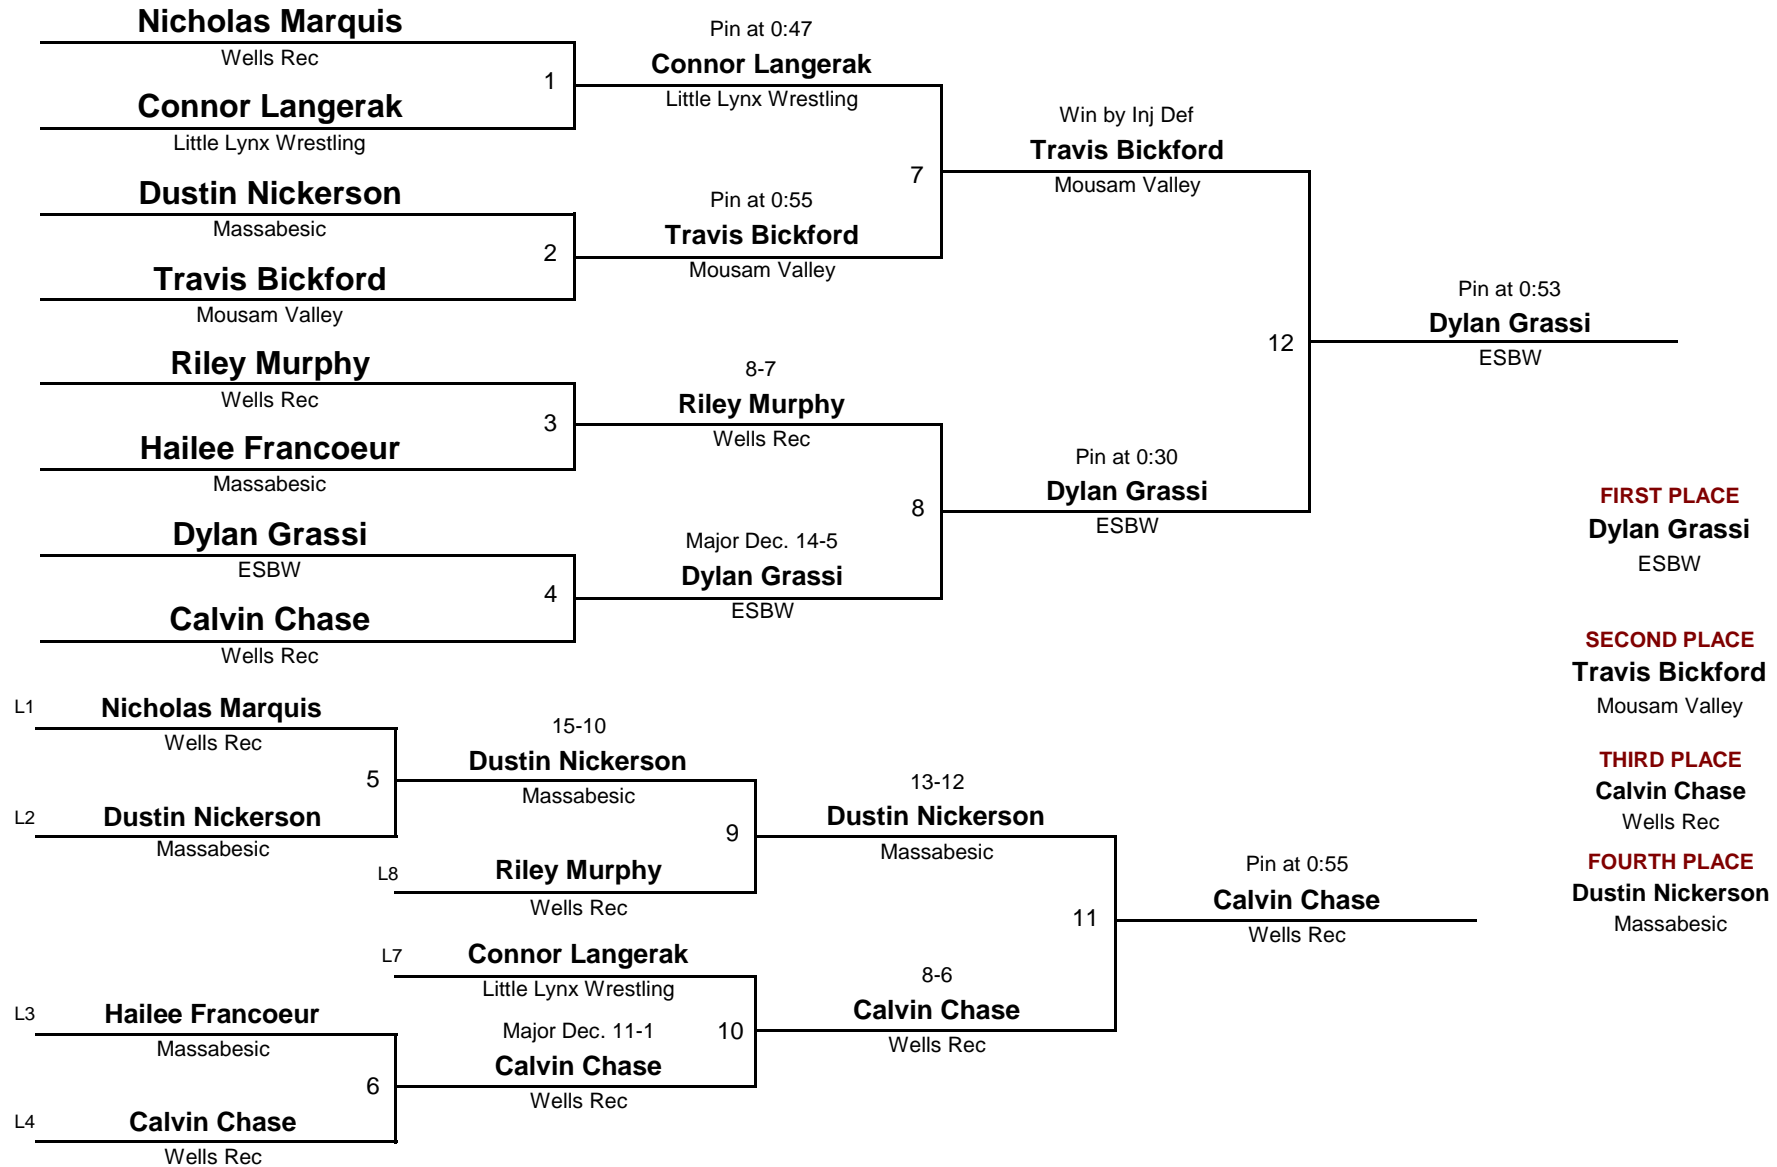 Nicholas Marquis
Wells Rec
1
Connor Langerak
Little Lynx Wrestling
Pin at 0:47
Connor Langerak
Little Lynx Wrestling
Dustin Nickerson
Massabesic
2
Travis Bickford
Mousam Valley
Pin at 0:55
Travis Bickford
Mousam Valley
7
Win by Inj Def
Travis Bickford
Mousam Valley
Riley Murphy
Wells Rec
3
Hailee Francoeur
Massabesic
8-7
Riley Murphy
Wells Rec
Dylan Grassi
ESBW
4
Calvin Chase
Wells Rec
Major Dec. 14-5
Dylan Grassi
ESBW
8
Pin at 0:30
Dylan Grassi
ESBW
12
Pin at 0:53
Dylan Grassi
ESBW
FIRST PLACE
Dylan Grassi
ESBW
SECOND PLACE
Travis Bickford
Mousam Valley
THIRD PLACE
Calvin Chase
Wells Rec
FOURTH PLACE
Dustin Nickerson
Massabesic
L1 Nicholas Marquis
Wells Rec
5
L2 Dustin Nickerson
Massabesic
15-10
Dustin Nickerson
Massabesic
9
L8 Riley Murphy
Wells Rec
13-12
Dustin Nickerson
Massabesic
L7 Connor Langerak
Little Lynx Wrestling
L3 Hailee Francoeur
Massabesic
6
L4 Calvin Chase
Wells Rec
Major Dec. 11-1
Calvin Chase
Wells Rec
10
8-6
Calvin Chase
Wells Rec
11
Pin at 0:55
Calvin Chase
Wells Rec